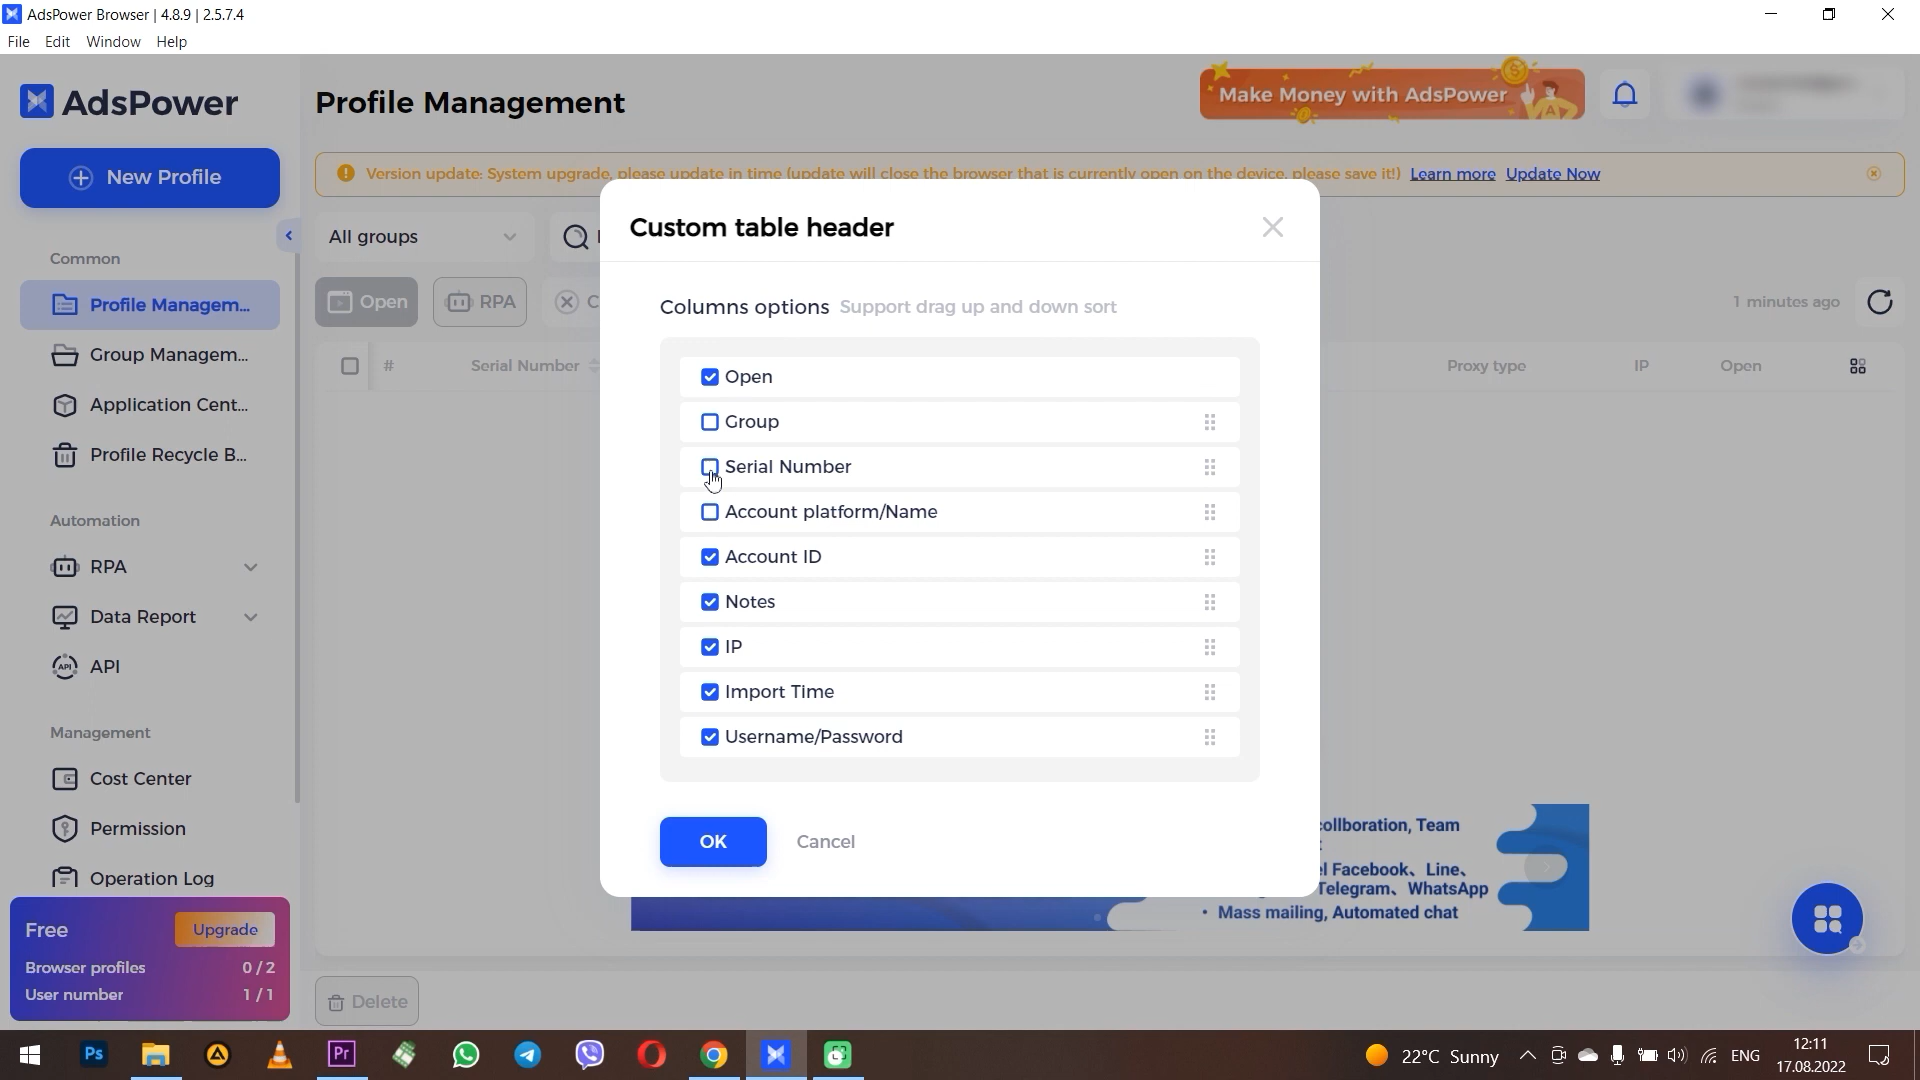 AdsPower Browser | 4.8.9 | 2.5.7.4
File Edit Window Help
AdsPower
Profile Management
Make Money with AdsPower
New Profile
Version update: System upgrade, please update in time (update will close the browser that is currently open on the device, please save it!) Learn more Update Now
All groups
Common
Open RPA C
1 minutes ago
Profile Managem...
Group Managem...
Application Cent...
Profile Recycle B...
# Serial Number Proxy type IP Open
Automation
RPA
Data Report
API
Management
Cost Center
Permission
Operation Log
Free Upgrade
Browser profiles 0 / 2
User number 1 / 1
Custom table header
Columns options Support drag up and down sort
Open
Group
Serial Number
Account platform/Name
Account ID
Notes
IP
Import Time
Username/Password
OK Cancel
collboration, Team
el Facebook、Line、
Telegram、WhatsApp
• Mass mailing, Automated chat
Delete
Ps Pr
22°C Sunny ENG 12:11
17.08.2022